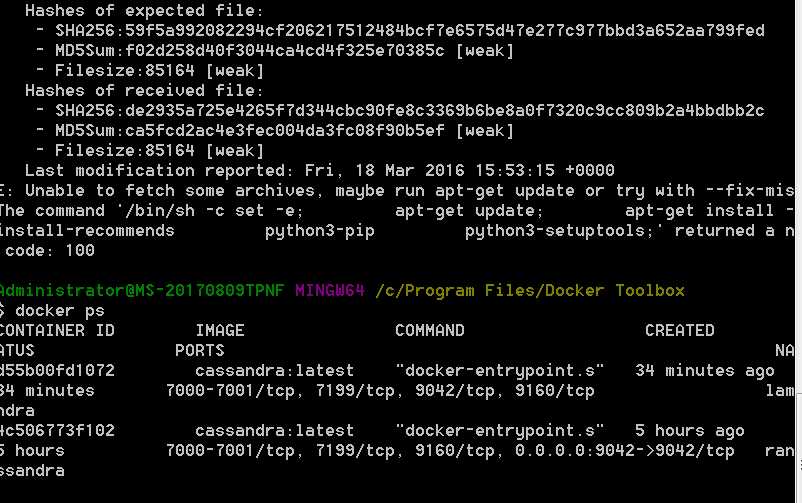 Hashes of expected file:
- SHA256:59f5a992082294cf206217512484bcf7e6575d47e277c977bbd3a652aa799fed
- MD5Sum:f02d258d40f3044ca4cd4f325e70385c [weak]
- Filesize:85164 [weak]
Hashes of received file:
- SHA256:de2935a725e4265f7d344cbc90fe8c3369b6be8a0f7320c9cc809b2a4bbdbb2c
- MD5Sum:ca5fcd2ac4e3fec004da3fc08f90b5ef [weak]
- Filesize:85164 [weak]
Last modification reported: Fri, 18 Mar 2016 15:53:15 +0000
E: Unable to fetch some archives, maybe run apt-get update or try with --fix-mis
The command '/bin/sh -c set -e; apt-get update; apt-get install -
install-recommends python3-pip python3-setuptools;' returned a n
code: 100
Administrator@MS-20170809TPNF MINGW64 /c/Program Files/Docker Toolbox
$ docker ps
CONTAINER ID IMAGE COMMAND CREATED
ATUS PORTS NA
d55b00fd1072 cassandra:latest "docker-entrypoint.s" 34 minutes ago
34 minutes 7000-7001/tcp, 7199/tcp, 9042/tcp, 9160/tcp lam
ndra
4c506773f102 cassandra:latest "docker-entrypoint.s" 5 hours ago
5 hours 7000-7001/tcp, 7199/tcp, 9160/tcp, 0.0.0.0:9042->9042/tcp ran
ssandra